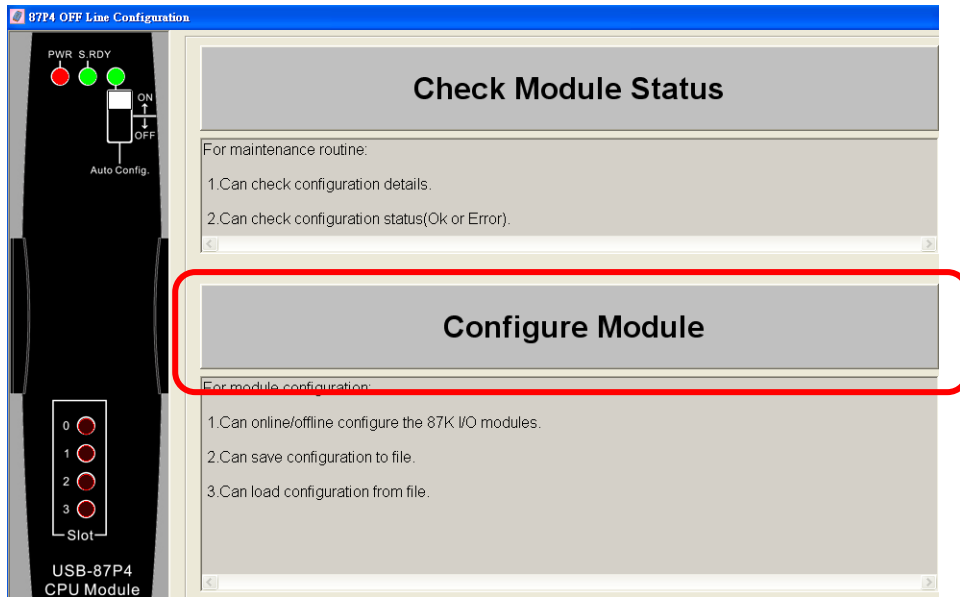 87P4 OFF Line Configuration
PWR S.RDY
ON
OFF
Auto Config.
0
1
2
3
Slot
USB-87P4
CPU Module
Check Module Status
For maintenance routine:
1.Can check configuration details.
2.Can check configuration status(Ok or Error).
Configure Module
For module configuration:
1.Can online/offline configure the 87K I/O modules.
2.Can save configuration to file.
3.Can load configuration from file.